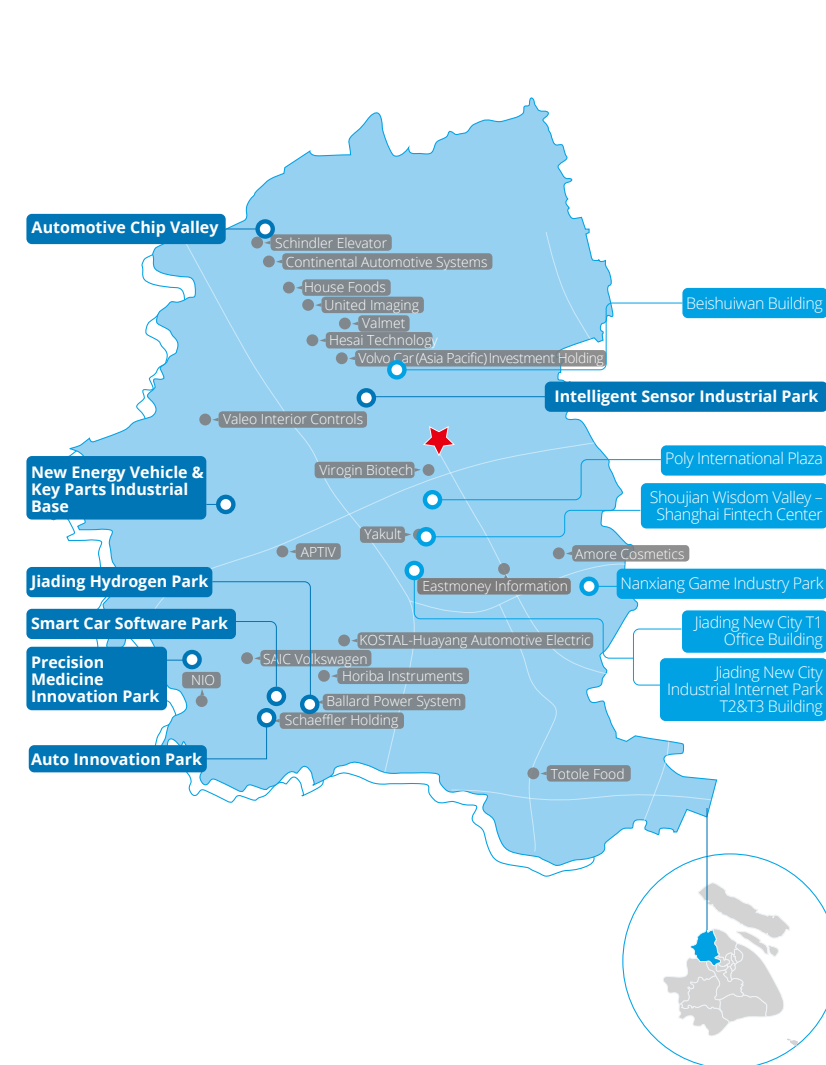 Automotive Chip Valley
Schindler Elevator
Continental Automotive Systems
House Foods
United Imaging
Beishuiwan Building
Valmet
Hesai Technology
Volvo Car (Asia Pacific) Investment Holding
Intelligent Sensor Industrial Park
Valeo Interior Controls
Poly International Plaza
Virogin Biotech
New Energy Vehicle &
Key Parts Industrial
Base
Shoujian Wisdom Valley –
Shanghai Fintech Center
Yakult
APTIV
Amore Cosmetics
Jiading Hydrogen Park
Eastmoney Information
Nanxiang Game Industry Park
Smart Car Software Park
Jiading New City T1
Office Building
KOSTAL-Huayang Automotive Electric
Precision
Medicine
Innovation Park
SAIC Volkswagen
NIO
Horiba Instruments
Jiading New City
Industrial Internet Park
T2&T3 Building
Ballard Power System
Schaeffler Holding
Auto Innovation Park
Totole Food